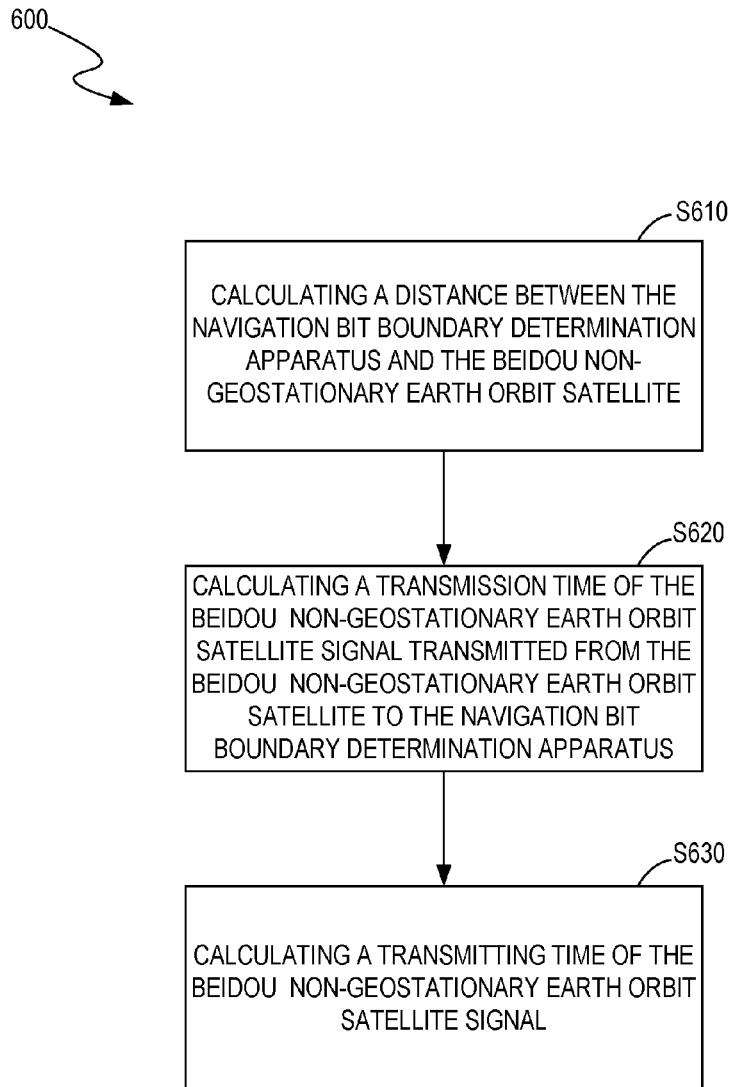 600
S610
CALCULATING A DISTANCE BETWEEN THE
NAVIGATION BIT BOUNDARY DETERMINATION
APPARATUS AND THE BEIDOU NON-
GEOSTATIONARY EARTH ORBIT SATELLITE
S620
CALCULATING A TRANSMISSION TIME OF THE
BEIDOU NON-GEOSTATIONARY EARTH ORBIT
SATELLITE SIGNAL TRANSMITTED FROM THE
BEIDOU NON-GEOSTATIONARY EARTH ORBIT
SATELLITE TO THE NAVIGATION BIT
BOUNDARY DETERMINATION APPARATUS
S630
CALCULATING A TRANSMITTING TIME OF THE
BEIDOU NON-GEOSTATIONARY EARTH ORBIT
SATELLITE SIGNAL